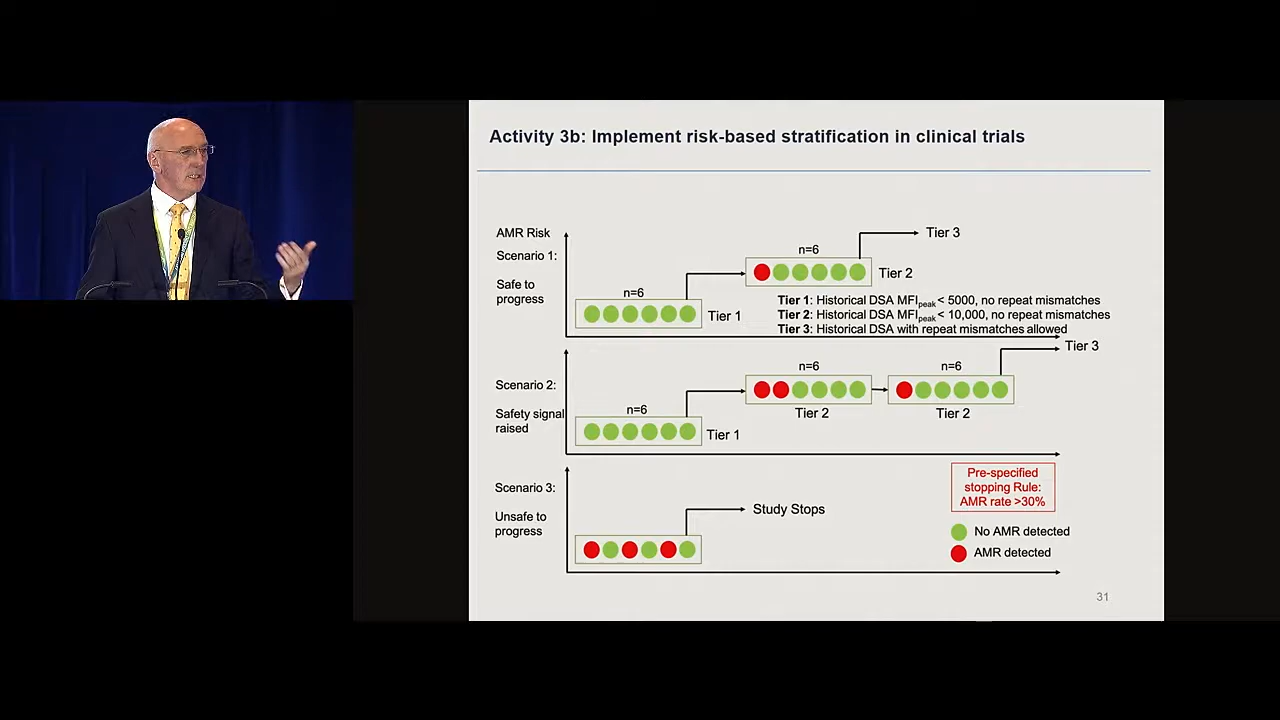 Activity 3b: Implement risk-based stratification in clinical trials
AMR Risk
Scenario 1:
Safe to
progress
n=6
Tier 1
n=6
Tier 2
Tier 3
Tier 1: Historical DSA MFIpeak < 5000, no repeat mismatches
Tier 2: Historical DSA MFIpeak < 10,000, no repeat mismatches
Tier 3: Historical DSA with repeat mismatches allowed
Scenario 2:
Safety signal
raised
n=6
Tier 1
n=6
Tier 2
n=6
Tier 2
Tier 3
Scenario 3:
Unsafe to
progress
Study Stops
Pre-specified
stopping Rule:
AMR rate >30%
No AMR detected
AMR detected
31